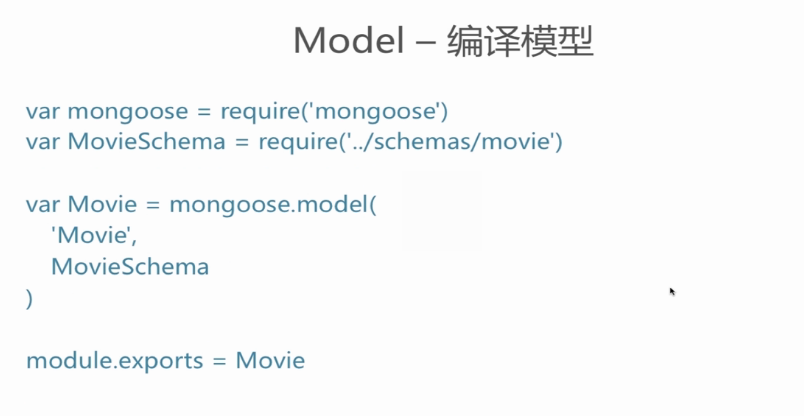 Model – 编译模型
var mongoose = require('mongoose')
var MovieSchema = require('../schemas/movie')
var Movie = mongoose.model(
'Movie',
MovieSchema
)
module.exports = Movie